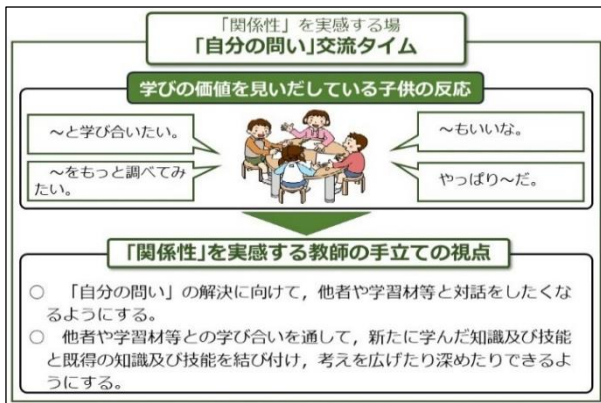 「関係性」を実感する場
「自分の問い」交流タイム
学びの価値を見いだしている子供の反応
～と学び合いたい。
～もいいな。
～をもっと調べてみ
たい。
やっぱり～だ。
「関係性」を実感する教師の手立ての視点
○　「自分の問い」の解決に向けて，他者や学習材等と対話をしたくな
るようにする。
○　他者や学習材等との学び合いを通して，新たに学んだ知識及び技能
と既得の知識及び技能を結び付け，考えを広げたり深めたりできるよ
うにする。